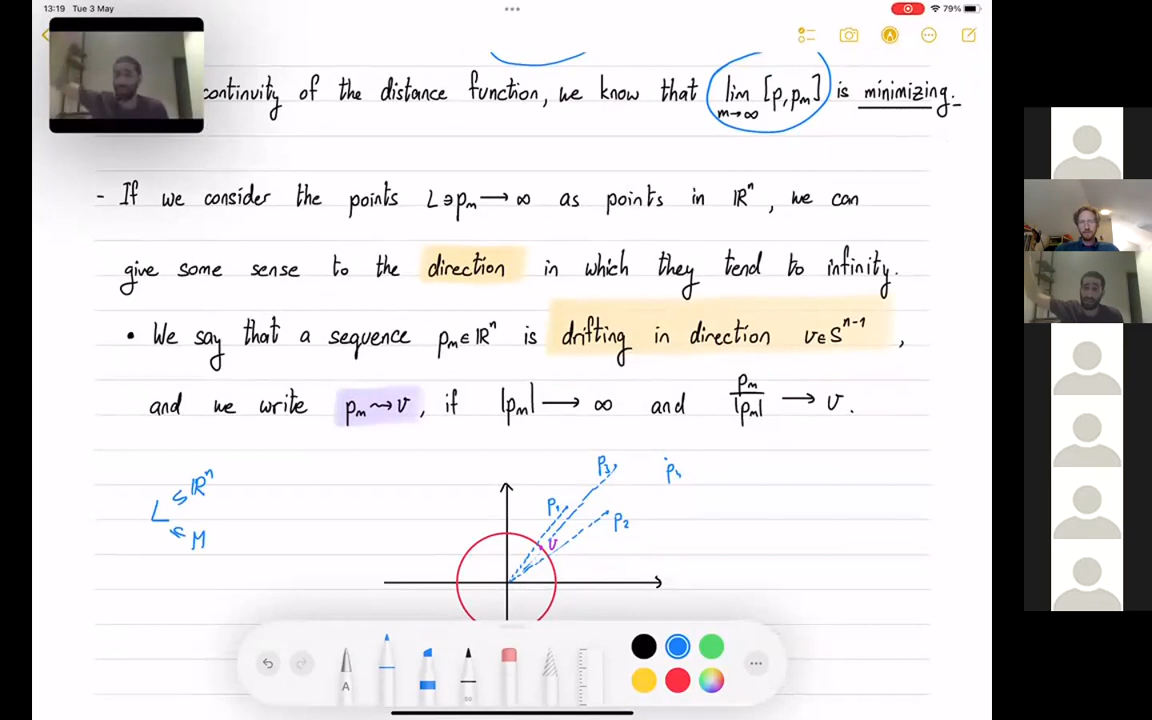 13:19 Tue 3 May
79%
continuity of the distance function, we know that lim m→∞ [p, pm] is minimizing.
- If we consider the points L∋pm → ∞ as points in ℝⁿ, we can
give some sense to the direction in which they tend to infinity.
• We say that a sequence pm∈ℝⁿ is drifting in direction v∈Sⁿ⁻¹,
and we write pm ⇝ v, if |pm| → ∞ and pm/|pm| → v.
p3
p1
p2
v
L
ℝⁿ
M
A